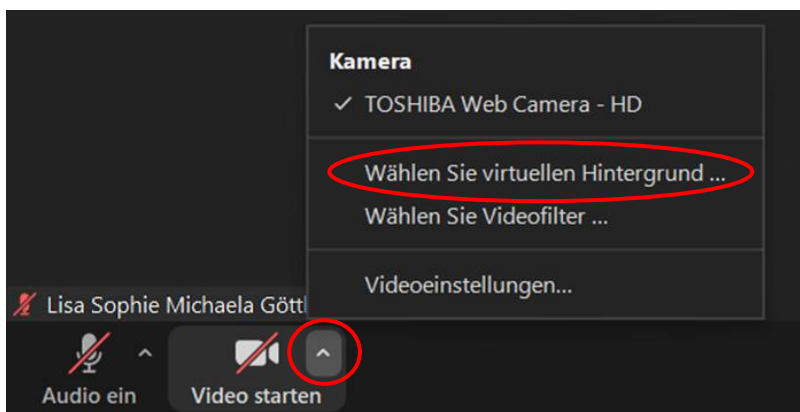 Kamera
TOSHIBA Web Camera - HD
Wählen Sie virtuellen Hintergrund ...
Wählen Sie Videofilter ...
Videoeinstellungen...
Lisa Sophie Michaela Göttl
Audio ein
Video starten